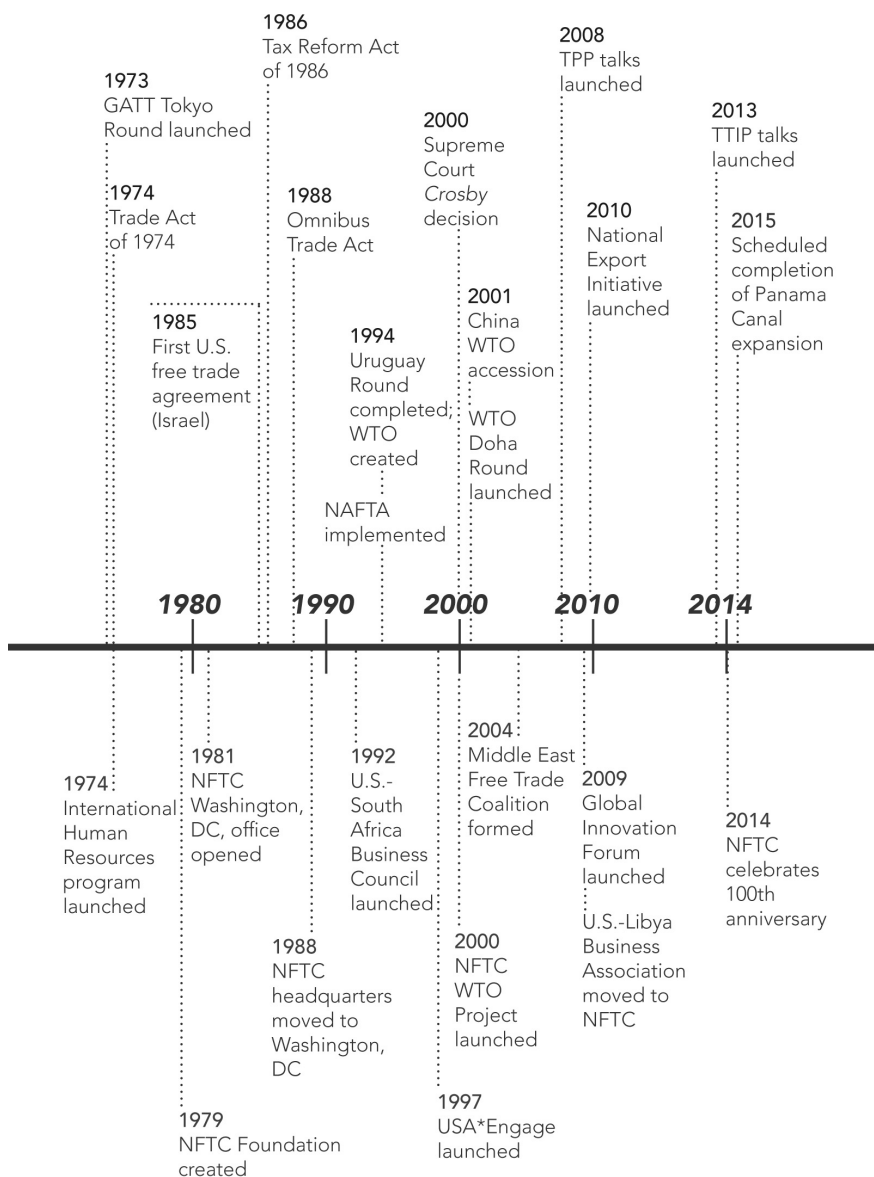 1973
GATT Tokyo
Round launched
1974
Trade Act
of 1974
1985
First U.S.
free trade
agreement
(Israel)
1986
Tax Reform Act
of 1986
1988
Omnibus
Trade Act
1994
Uruguay
Round
completed;
WTO
created
NAFTA
implemented
2000
Supreme
Court
Crosby
decision
2001
China
WTO
accession
WTO
Doha
Round
launched
2008
TPP talks
launched
2010
National
Export
Initiative
launched
2013
TTIP talks
launched
2015
Scheduled
completion
of Panama
Canal
expansion
1980 1990 2000 2010 2014
1974
International
Human
Resources
program
launched
1979
NFTC Foundation
created
1981
NFTC
Washington,
DC, office
opened
1988
NFTC
headquarters
moved to
Washington,
DC
1992
U.S.-
South
Africa
Business
Council
launched
1997
USA*Engage
launched
2000
NFTC
WTO
Project
launched
2004
Middle East
Free Trade
Coalition
formed
2009
Global
Innovation
Forum
launched
U.S.-Libya
Business
Association
moved to
NFTC
2014
NFTC
celebrates
100th
anniversary